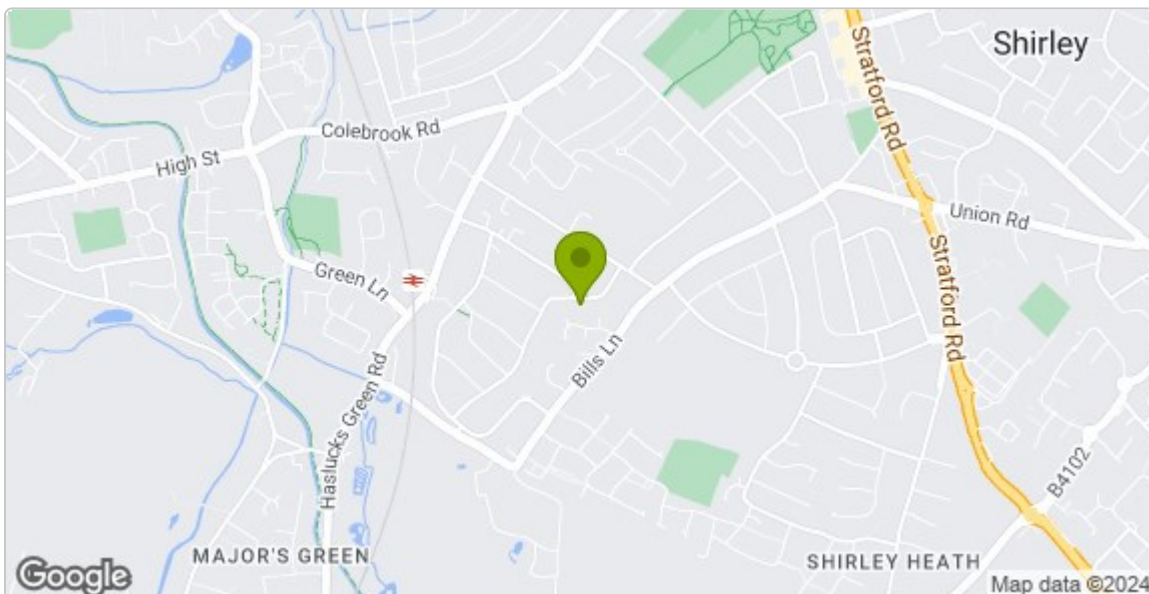 Shirley
Stratford Rd
Colebrook Rd
High St
Union Rd
Green Ln
Stratford Rd
Bills Ln
Haslucks Green Rd
B4102
MAJOR'S GREEN
SHIRLEY HEATH
Google
Map data ©2024